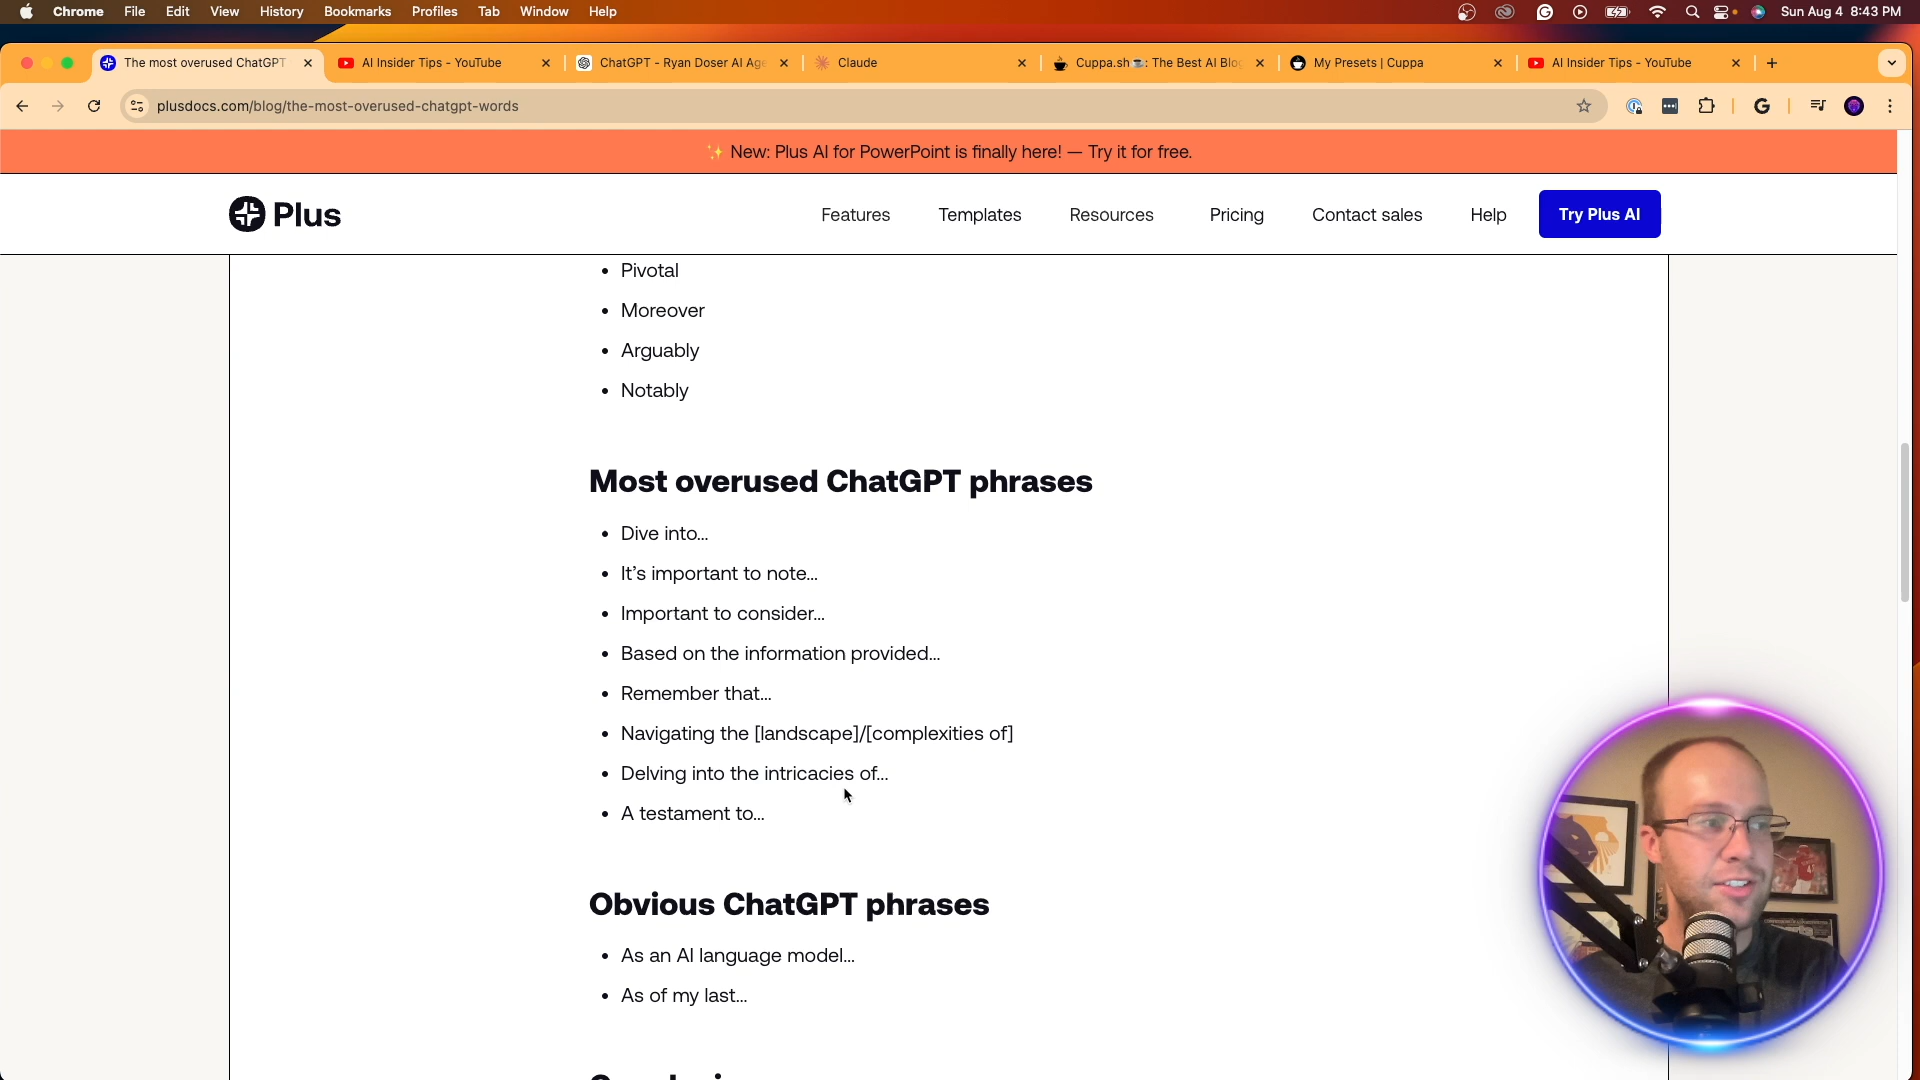 Chrome File Edit View History Bookmarks Profiles Tab Window Help Sun Aug 4 8:43 PM
The most overused ChatGPT AI Insider Tips - YouTube ChatGPT - Ryan Doser AI Age Claude Cuppa.sh☕: The Best AI Blog My Presets | Cuppa AI Insider Tips - YouTube
plusdocs.com/blog/the-most-overused-chatgpt-words
✨ New: Plus AI for PowerPoint is finally here! — Try it for free.
Plus Features Templates Resources Pricing Contact sales Help Try Plus AI
• Pivotal
• Moreover
• Arguably
• Notably
Most overused ChatGPT phrases
• Dive into...
• It's important to note...
• Important to consider...
• Based on the information provided...
• Remember that...
• Navigating the [landscape]/[complexities of]
• Delving into the intricacies of...
• A testament to...
Obvious ChatGPT phrases
• As an AI language model...
• As of my last...